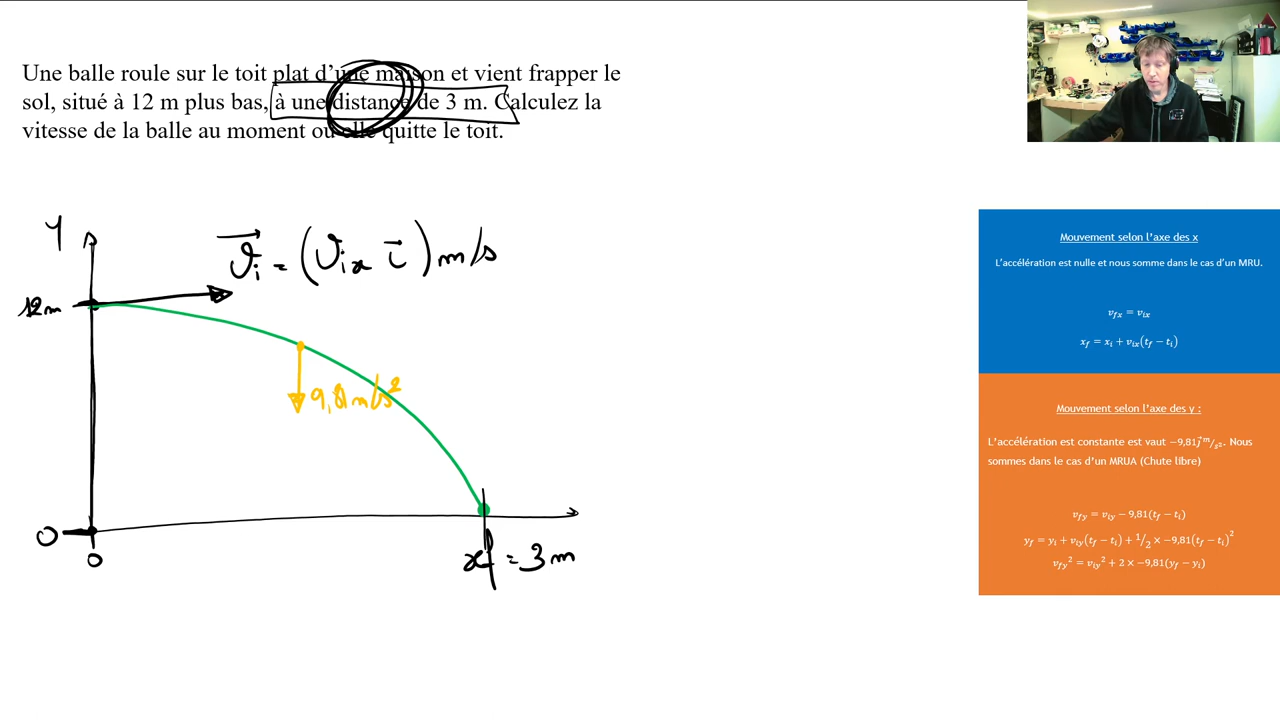 Une balle roule sur le toit plat d'une maison et vient frapper le
sol, situé à 12 m plus bas, à une distance de 3 m. Calculez la
vitesse de la balle au moment où elle quitte le toit.
Y
v⃗i = (vix i⃗) m/s
12m
9,81m/s²
0
0
xf = 3m
Mouvement selon l'axe des x
L'accélération est nulle et nous somme dans le cas d'un MRU.
vfx = vix
xf = xi + vix(tf − ti)
Mouvement selon l'axe des y :
L'accélération est constante est vaut −9,81j⃗ m/s². Nous
sommes dans le cas d'un MRUA (Chute libre)
vfy = viy − 9,81(tf − ti)
yf = yi + viy(tf − ti) + 1/2 × −9,81(tf − ti)²
vfy² = viy² + 2 × −9,81(yf − yi)